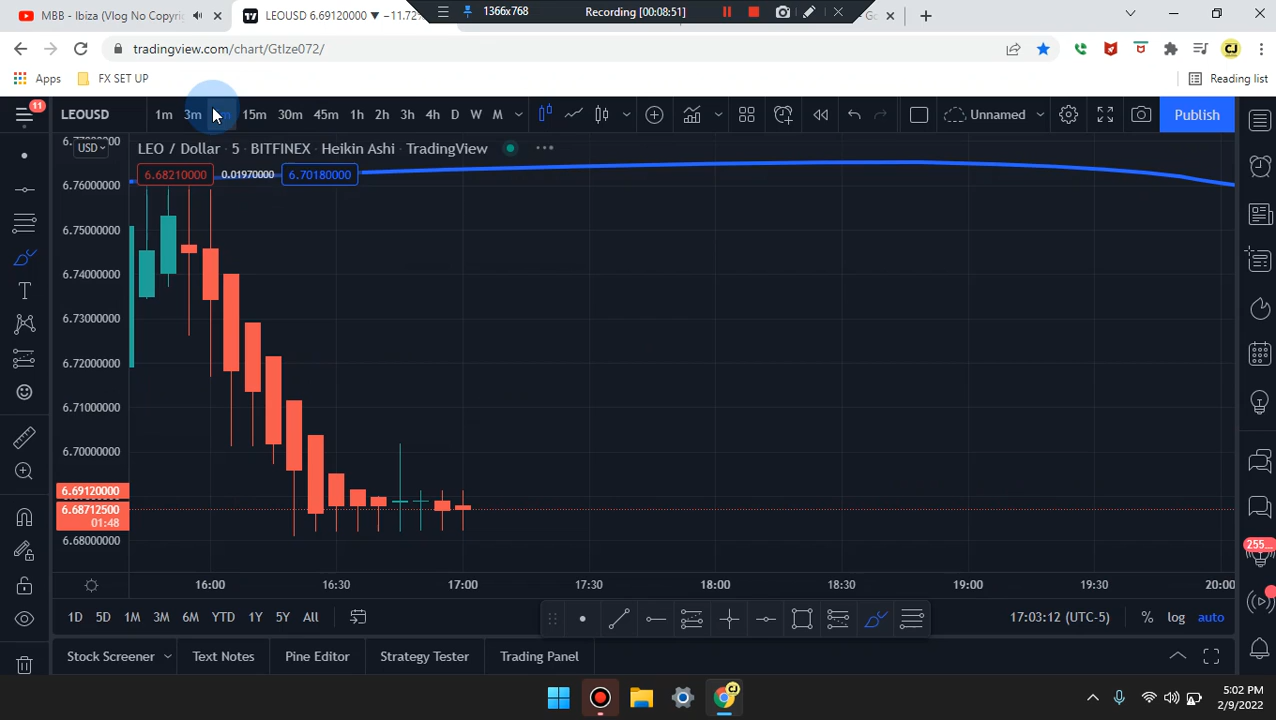 MBB - Ibiza (Vlog No Copyri
LEOUSD 6.69120000 ▼ −11.72%
1366x768
Recording [00:08:51]
tradingview.com/chart/GtIze072/
Apps
FX SET UP
Reading list
11
LEOUSD
1m 3m 15m 30m 45m 1h 2h 3h 4h D W M
Unnamed
Publish
USD
LEO / Dollar · 5 · BITFINEX · Heikin Ashi · TradingView
6.68210000
0.01970000
6.70180000
6.77000000
6.76000000
6.75000000
6.74000000
6.73000000
6.72000000
6.71000000
6.70000000
6.69120000
6.68712500
01:48
6.68000000
255...
16:00 16:30 17:00 17:30 18:00 18:30 19:00 19:30 20:00
1D 5D 1M 3M 6M YTD 1Y 5Y All
17:03:12 (UTC-5)
% log auto
Stock Screener
Text Notes
Pine Editor
Strategy Tester
Trading Panel
5:02 PM
2/9/2022